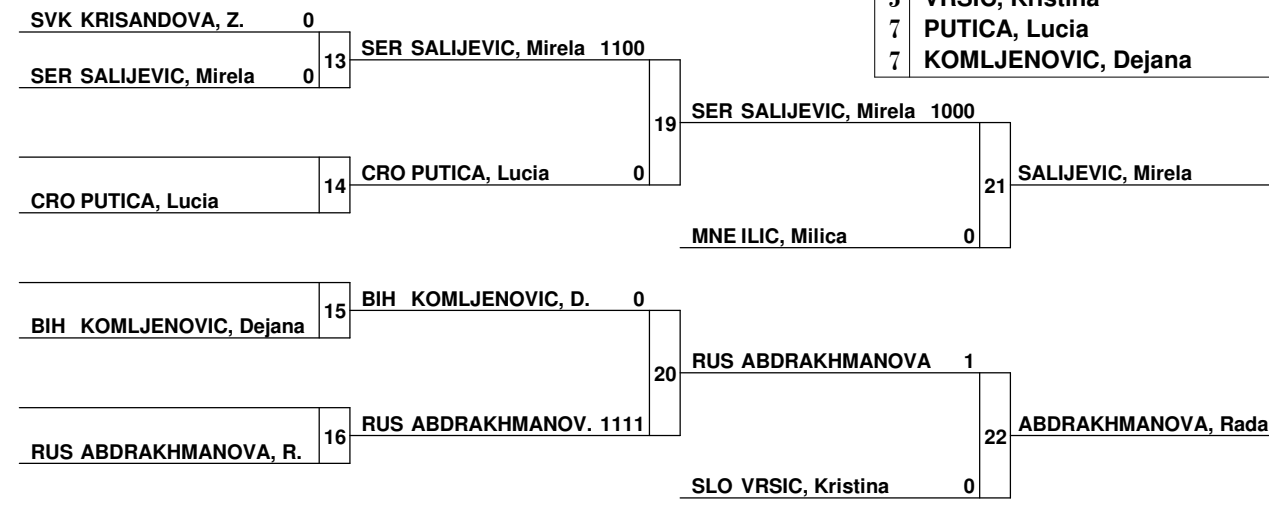 5 VRSIC, Kristina
7 PUTICA, Lucia
7 KOMLJENOVIC, Dejana
SVK KRISANDOVA, Z. 0
SER SALIJEVIC, Mirela 0
13
SER SALIJEVIC, Mirela 1100
CRO PUTICA, Lucia
14
CRO PUTICA, Lucia 0
19
SER SALIJEVIC, Mirela 1000
MNE ILIC, Milica 0
21
SALIJEVIC, Mirela
BIH KOMLJENOVIC, Dejana
15
BIH KOMLJENOVIC, D. 0
RUS ABDRAKHMANOVA, R.
16
RUS ABDRAKHMANOV. 1111
20
RUS ABDRAKHMANOVA 1
SLO VRSIC, Kristina 0
22
ABDRAKHMANOVA, Rada